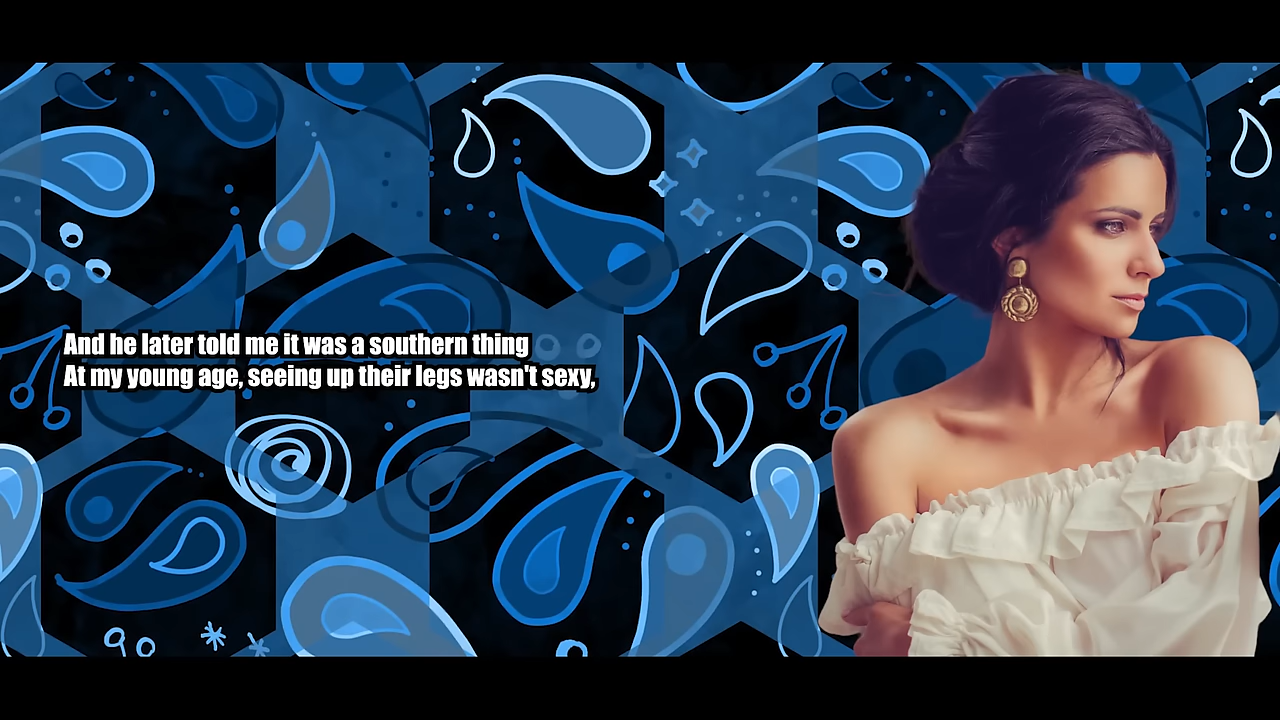 And he later told me it was a southern thing
At my young age, seeing up their legs wasn't sexy,